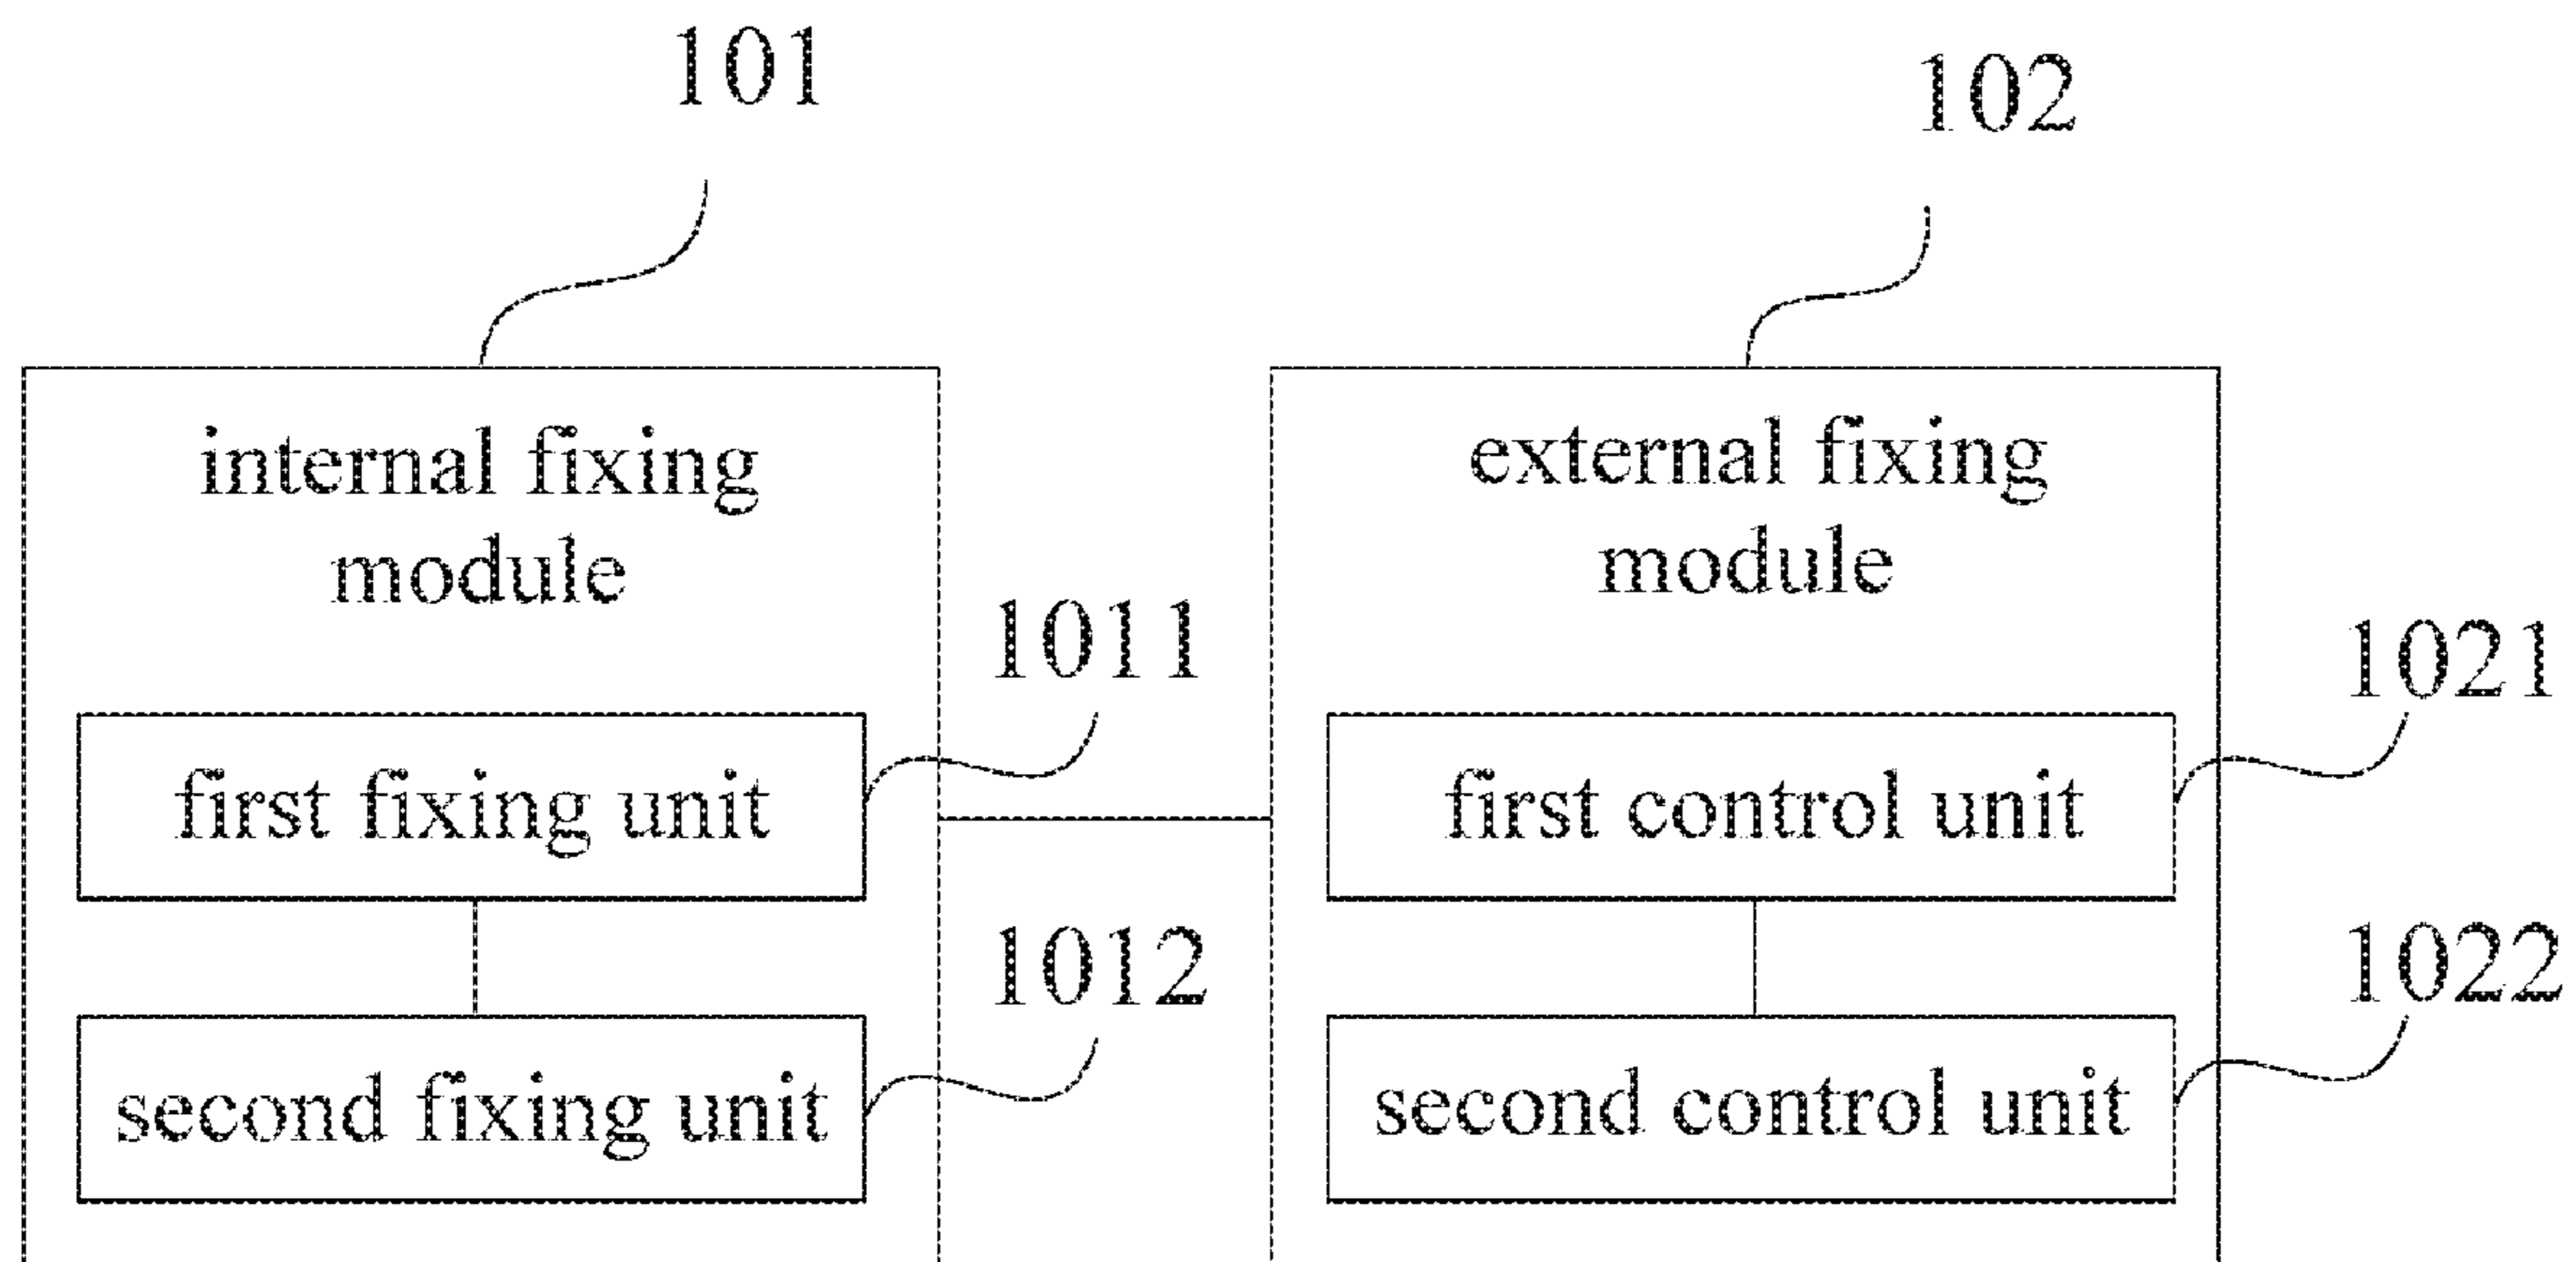 101
102
internal fixing
module
external fixing
module
1011
1021
first fixing unit
first control unit
1012
1022
second fixing unit
second control unit